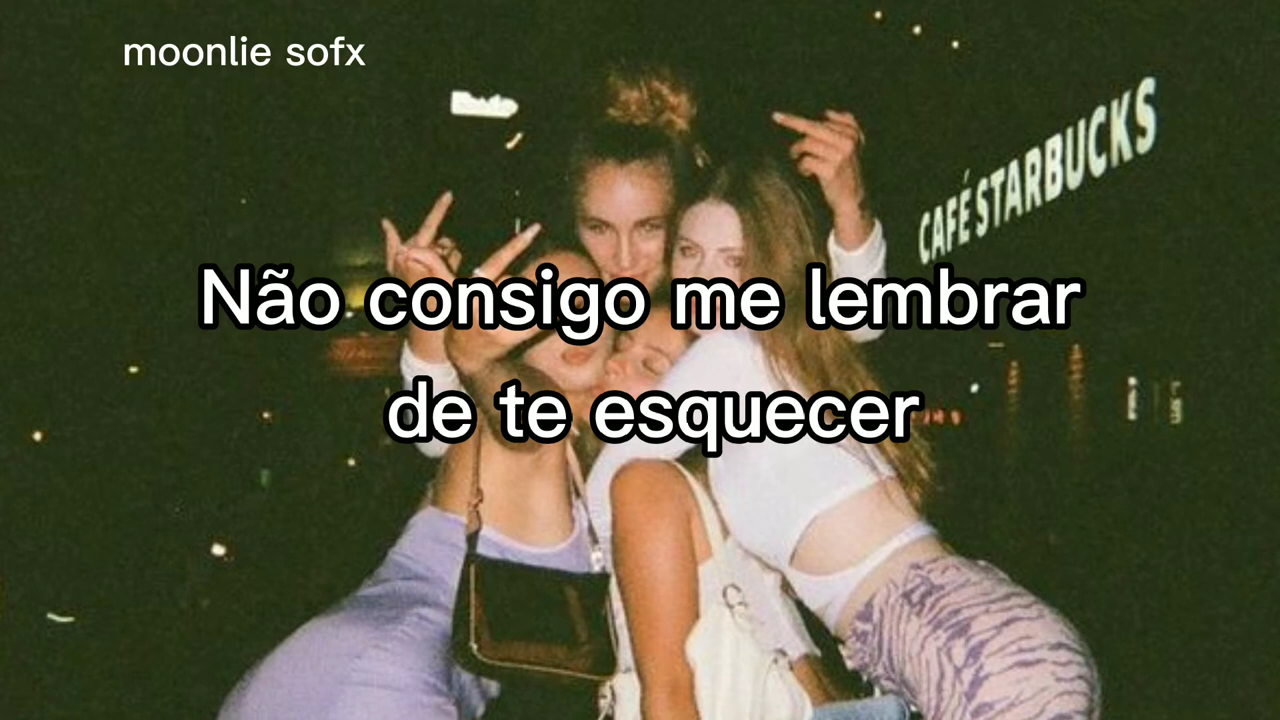 moonlie sofx
CAFÉ STARBUCKS
Não consigo me lembrar
de te esquecer